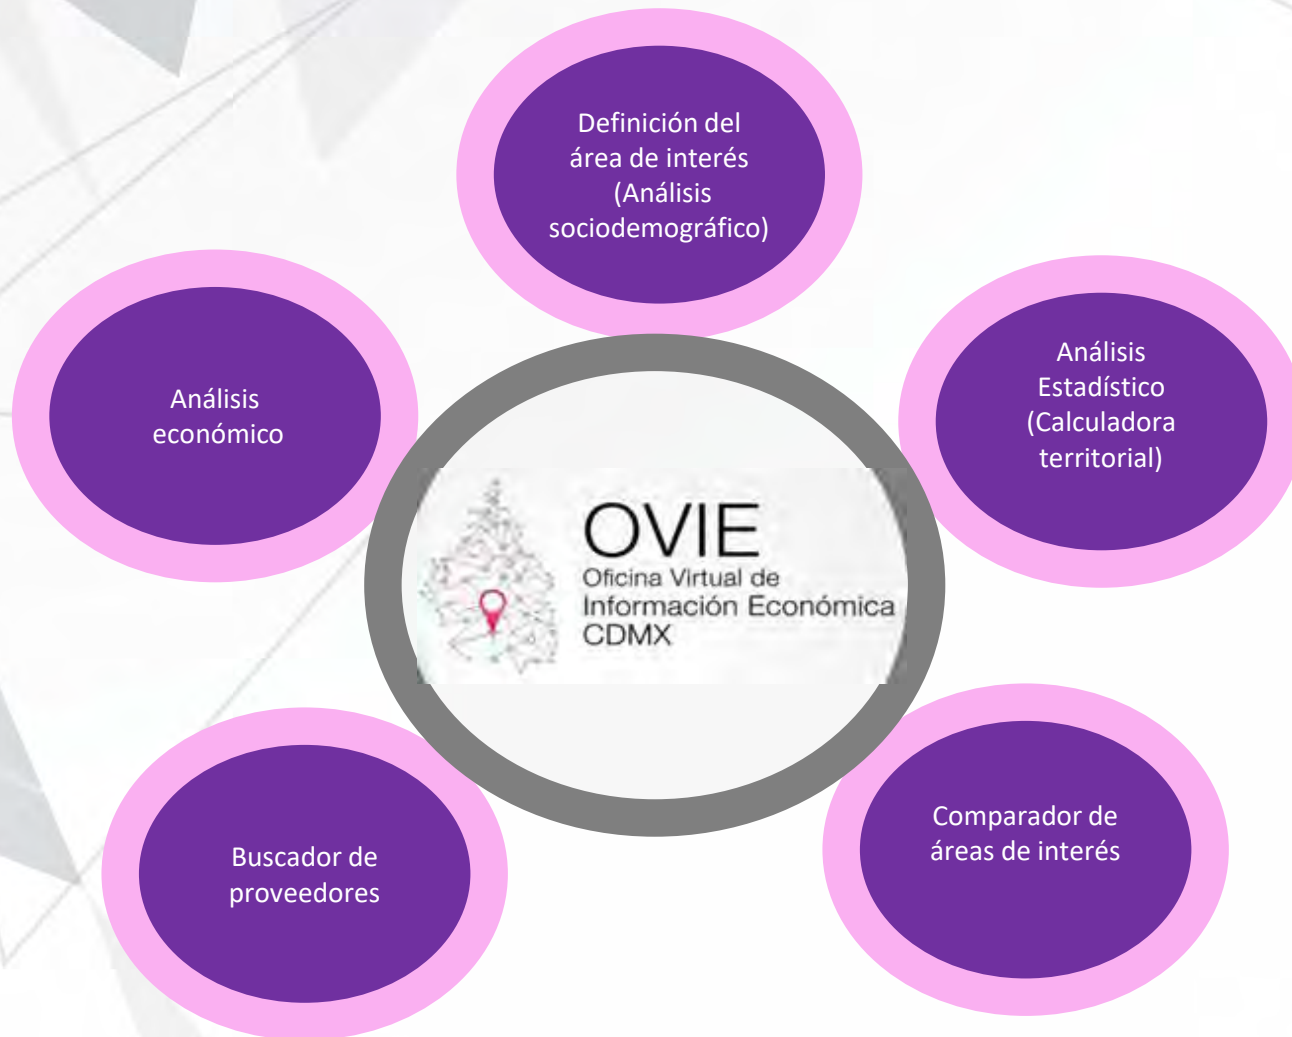 Definición del
área de interés
(Análisis
sociodemográfico)
Análisis
económico
Análisis
Estadístico
(Calculadora
territorial)
OVIE
Oficina Virtual de
Información Económica
CDMX
Buscador de
proveedores
Comparador de
áreas de interés